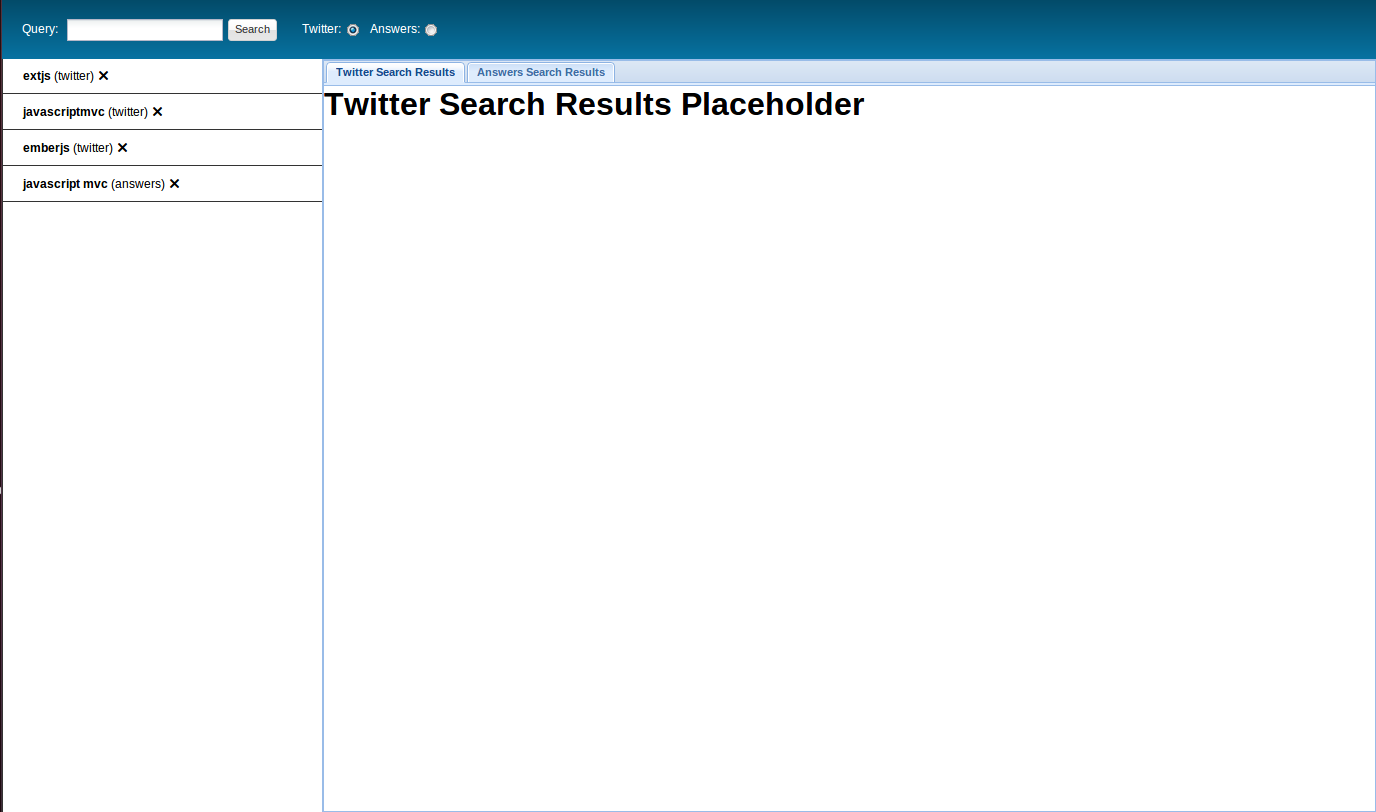 Query: Search Twitter: Answers:
extjs (twitter) ✕
javascriptmvc (twitter) ✕
emberjs (twitter) ✕
javascript mvc (answers) ✕
Twitter Search Results Answers Search Results
Twitter Search Results Placeholder